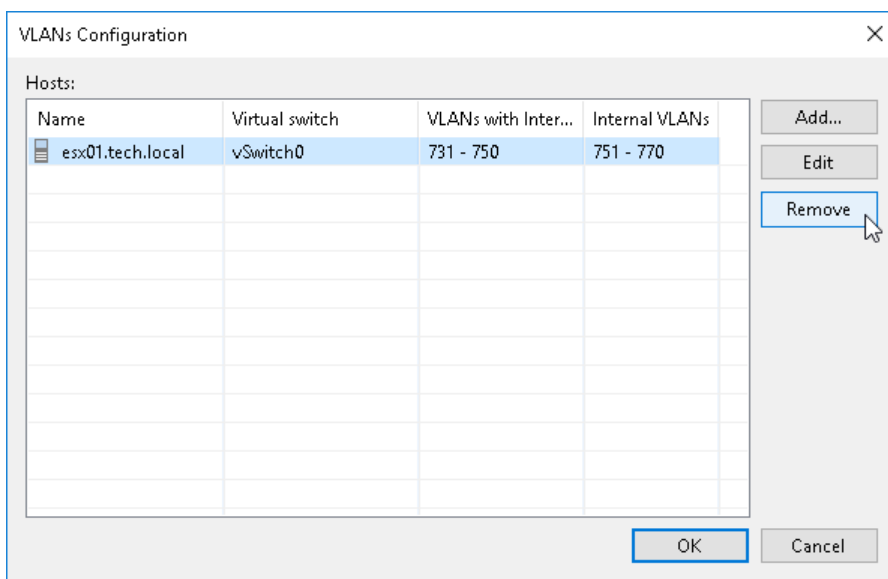 VLANs Configuration
Hosts:
Name Virtual switch VLANs with Inter... Internal VLANs
esx01.tech.local vSwitch0 731 - 750 751 - 770
Add...
Edit
Remove
OK Cancel